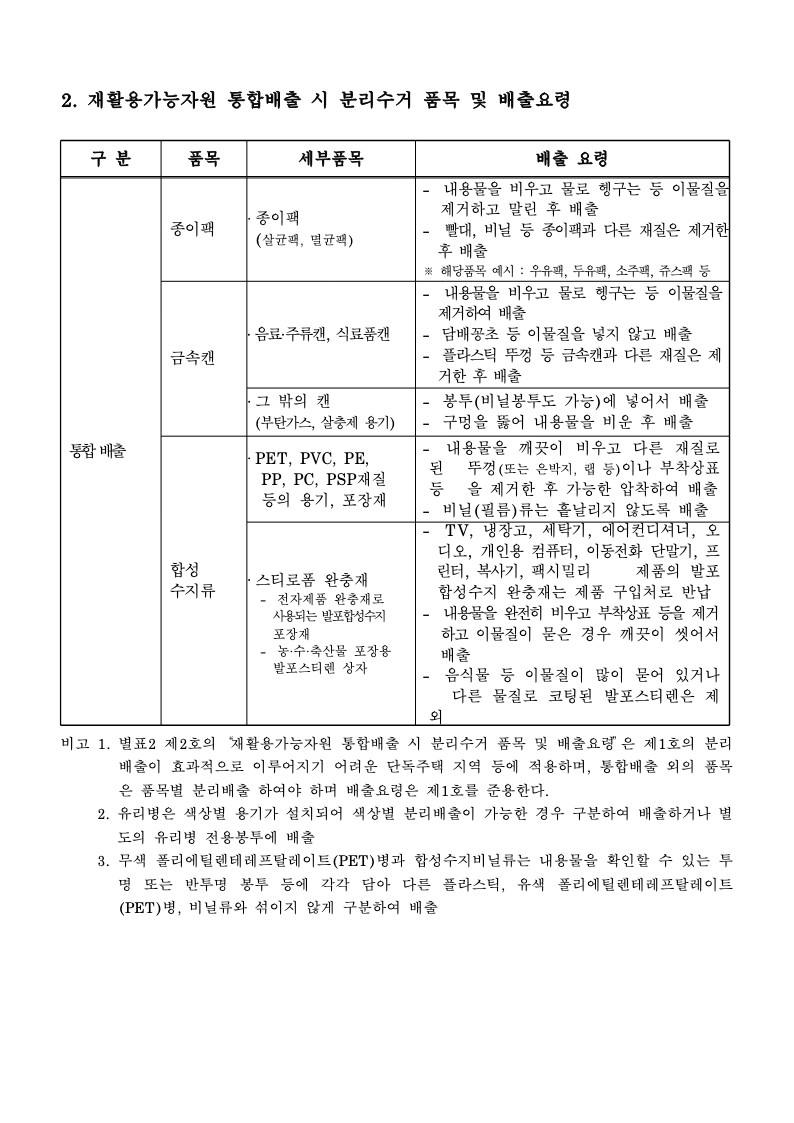 2. 재활용가능자원 통합배출 시 분리수거 품목 및 배출요령
구 분
품목
세부품목
배출 요령
통합 배출
종이팩
· 종이팩
(살균팩, 멸균팩)
- 내용물을 비우고 물로 헹구는 등 이물질을
제거하고 말린 후 배출
- 빨대, 비닐 등 종이팩과 다른 재질은 제거한
후 배출
※ 해당품목 예시 : 우유팩, 두유팩, 소주팩, 쥬스팩 등
금속캔
· 음료·주류캔, 식료품캔
- 내용물을 비우고 물로 헹구는 등 이물질을
제거하여 배출
- 담배꽁초 등 이물질을 넣지 않고 배출
- 플라스틱 뚜껑 등 금속캔과 다른 재질은 제
거한 후 배출
· 그 밖의 캔
(부탄가스, 살충제 용기)
- 봉투(비닐봉투도 가능)에 넣어서 배출
- 구멍을 뚫어 내용물을 비운 후 배출
합성
수지류
· PET, PVC, PE,
PP, PC, PSP재질
등의 용기, 포장재
- 내용물을 깨끗이 비우고 다른 재질로
된 뚜껑(또는 은박지, 랩 등)이나 부착상표
등 을 제거한 후 가능한 압착하여 배출
- 비닐(필름)류는 흩날리지 않도록 배출
· 스티로폼 완충재
- 전자제품 완충재로
사용되는 발포합성수지
포장재
- 농·수·축산물 포장용
발포스티렌 상자
- TV, 냉장고, 세탁기, 에어컨디셔너, 오
디오, 개인용 컴퓨터, 이동전화 단말기, 프
린터, 복사기, 팩시밀리 제품의 발포
합성수지 완충재는 제품 구입처로 반납
- 내용물을 완전히 비우고 부착상표 등을 제거
하고 이물질이 묻은 경우 깨끗이 씻어서
배출
- 음식물 등 이물질이 많이 묻어 있거나
다른 물질로 코팅된 발포스티렌은 제
외
비고 1. 별표2 제2호의 "재활용가능자원 통합배출 시 분리수거 품목 및 배출요령"은 제1호의 분리
배출이 효과적으로 이루어지기 어려운 단독주택 지역 등에 적용하며, 통합배출 외의 품목
은 품목별 분리배출 하여야 하며 배출요령은 제1호를 준용한다.
2. 유리병은 색상별 용기가 설치되어 색상별 분리배출이 가능한 경우 구분하여 배출하거나 별
도의 유리병 전용봉투에 배출
3. 무색 폴리에틸렌테레프탈레이트(PET)병과 합성수지비닐류는 내용물을 확인할 수 있는 투
명 또는 반투명 봉투 등에 각각 담아 다른 플라스틱, 유색 폴리에틸렌테레프탈레이트
(PET)병, 비닐류와 섞이지 않게 구분하여 배출